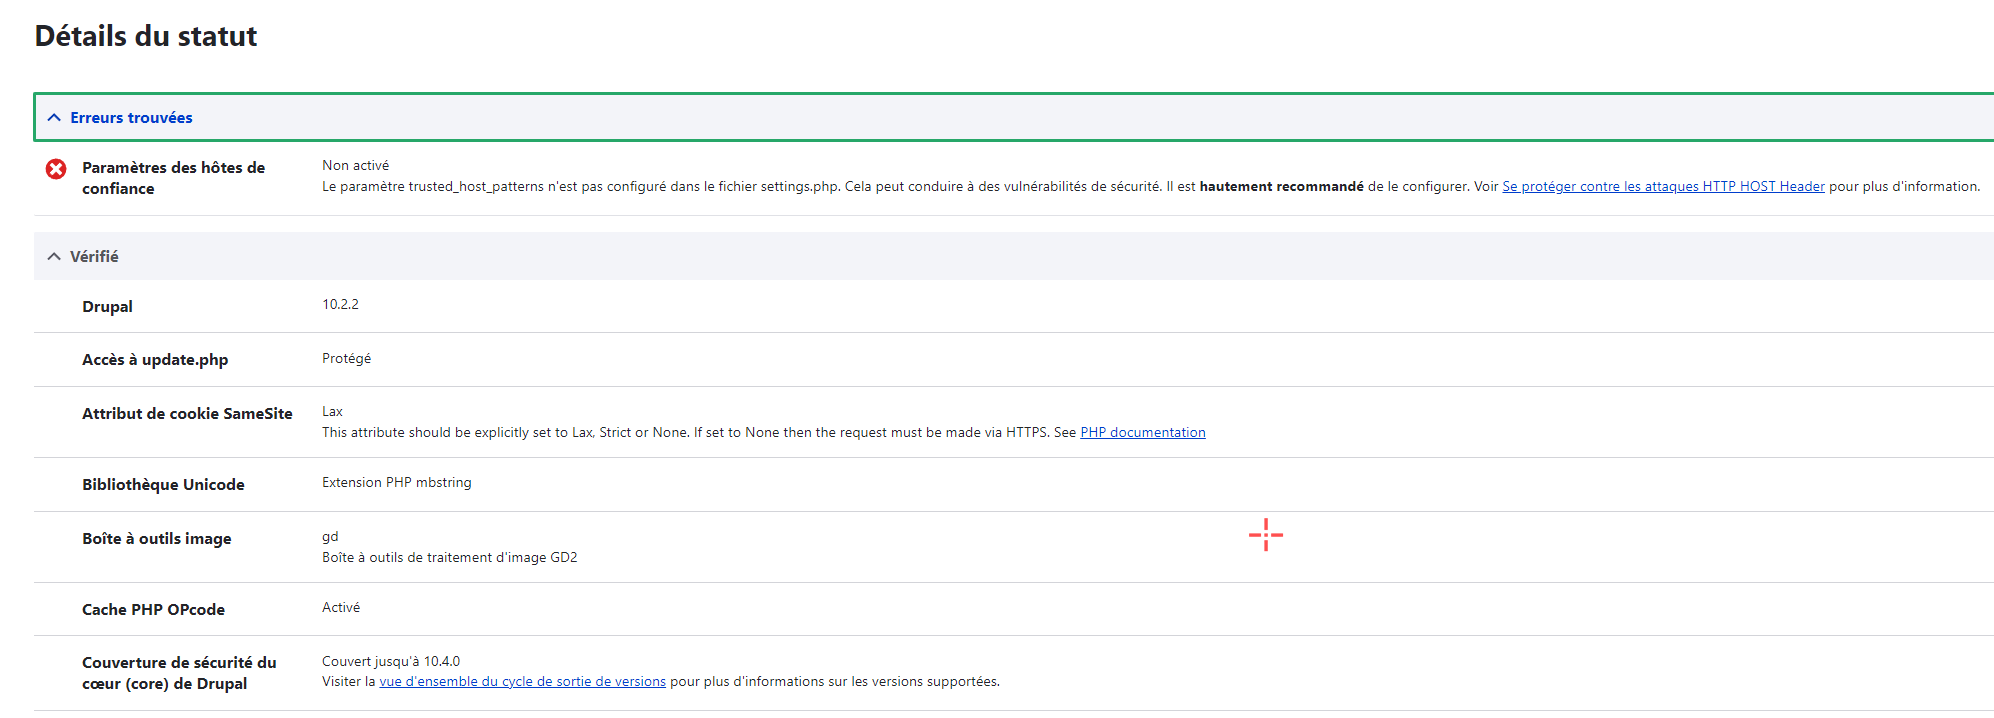 Détails du statut
Erreurs trouvées
Paramètres des hôtes de confiance
Non activé
Le paramètre trusted_host_patterns n'est pas configuré dans le fichier settings.php. Cela peut conduire à des vulnérabilités de sécurité. Il est hautement recommandé de le configurer. Voir Se protéger contre les attaques HTTP HOST Header pour plus d'information.
Vérifié
Drupal
10.2.2
Accès à update.php
Protégé
Attribut de cookie SameSite
Lax
This attribute should be explicitly set to Lax, Strict or None. If set to None then the request must be made via HTTPS. See PHP documentation
Bibliothèque Unicode
Extension PHP mbstring
Boîte à outils image
gd
Boîte à outils de traitement d'image GD2
Cache PHP OPcode
Activé
Couverture de sécurité du cœur (core) de Drupal
Couvert jusqu'à 10.4.0
Visiter la vue d'ensemble du cycle de sortie de versions pour plus d'informations sur les versions supportées.